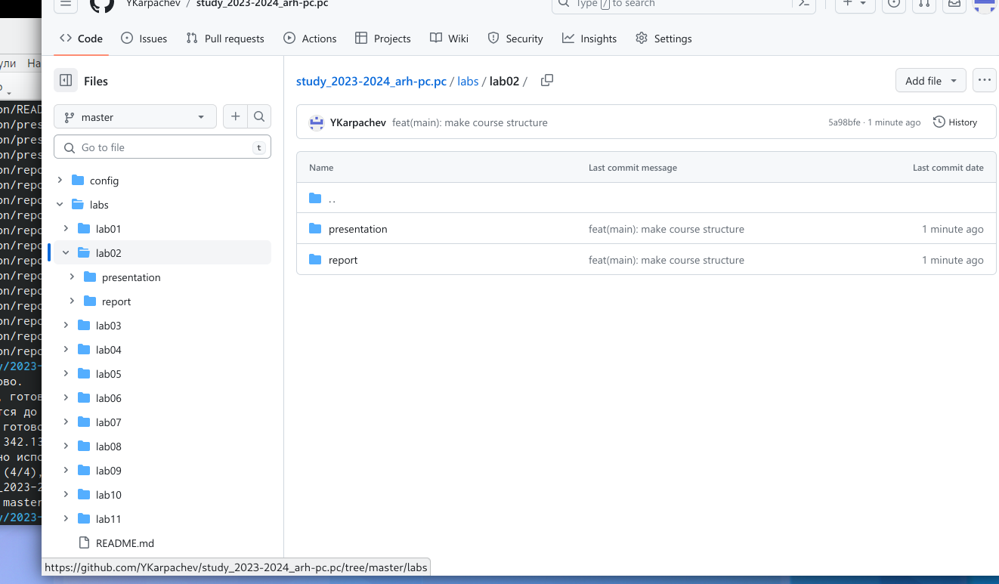 YKarpachev / study_2023-2024_arh-pc.pc
Type / to search
Code Issues Pull requests Actions Projects Wiki Security Insights Settings
Files
master
Go to file t
config
labs
lab01
lab02
presentation
report
lab03
lab04
lab05
lab06
lab07
lab08
lab09
lab10
lab11
README.md
https://github.com/YKarpachev/study_2023-2024_arh-pc.pc/tree/master/labs
study_2023-2024_arh-pc.pc / labs / lab02 /
Add file
YKarpachev feat(main): make course structure 5a98bfe · 1 minute ago History
Name Last commit message Last commit date
..
presentation feat(main): make course structure 1 minute ago
report feat(main): make course structure 1 minute ago
ули На
on/READ
on/pres
on/pres
on/pres
on/repo
on/repo
on/repo
on/repo
on/repo
on/repo
on/repo
on/repo
on/repo
on/repo
on/repo
on/repo
on/repo
y/2023-
ово.
, готов
тся до
готово
342.13
но испо
(4/4),
_2023-2
master
y/2023-